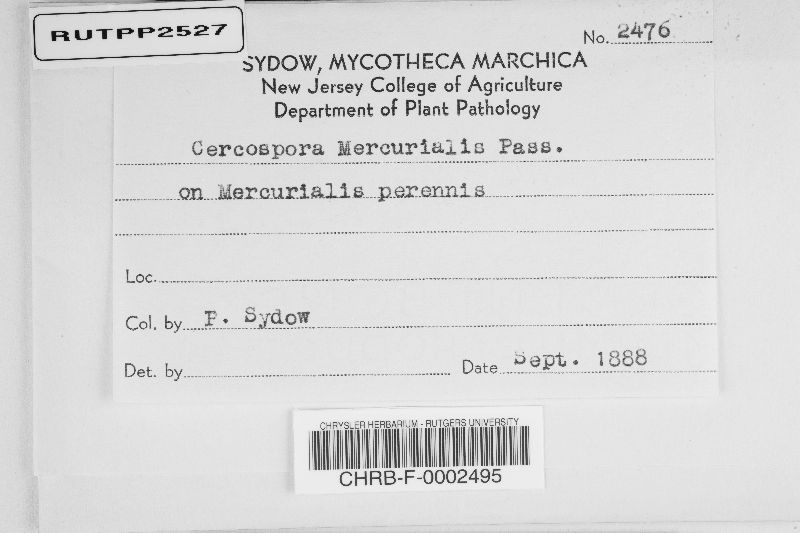 RUTPP2527
No. 2476
SYDOW, MYCOTHECA MARCHICA
New Jersey College of Agriculture
Department of Plant Pathology
Cercospora Mercurialis Pass.
on Mercurialis perennis
Loc.
Col. by P. Sydow
Det. by Date Sept. 1888
CHRYSLER HERBARIUM - RUTGERS UNIVERSITY
CHRB-F-0002495